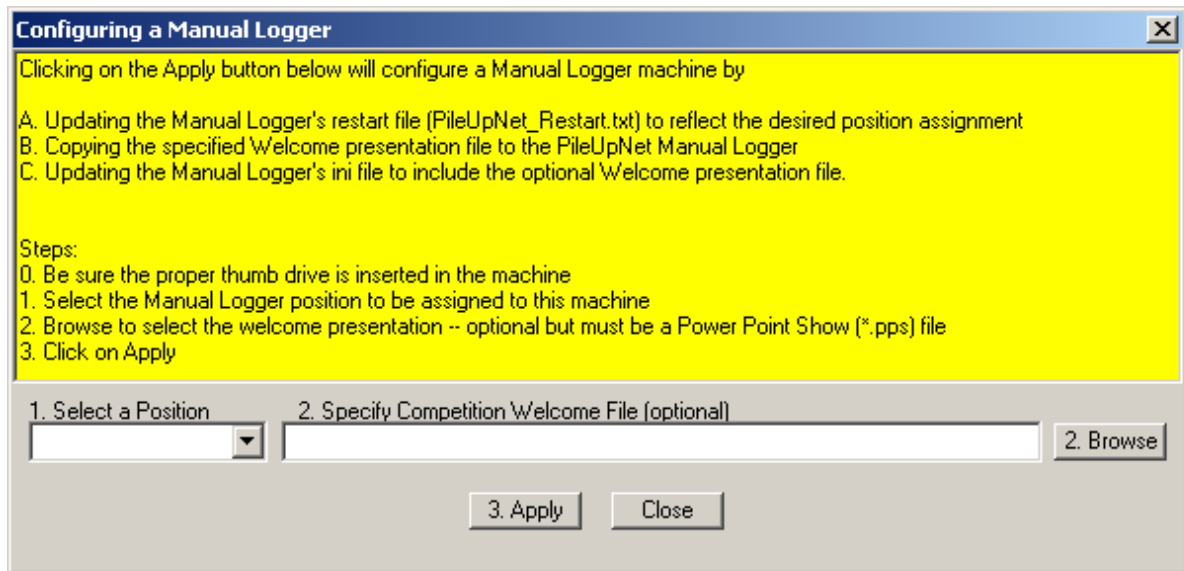 Configuring a Manual Logger
Clicking on the Apply button below will configure a Manual Logger machine by
A. Updating the Manual Logger's restart file (PileUpNet_Restart.txt) to reflect the desired position assignment
B. Copying the specified Welcome presentation file to the PileUpNet Manual Logger
C. Updating the Manual Logger's ini file to include the optional Welcome presentation file.
Steps:
0. Be sure the proper thumb drive is inserted in the machine
1. Select the Manual Logger position to be assigned to this machine
2. Browse to select the welcome presentation -- optional but must be a Power Point Show (*.pps) file
3. Click on Apply
1. Select a Position 2. Specify Competition Welcome File (optional)
2. Browse
3. Apply Close